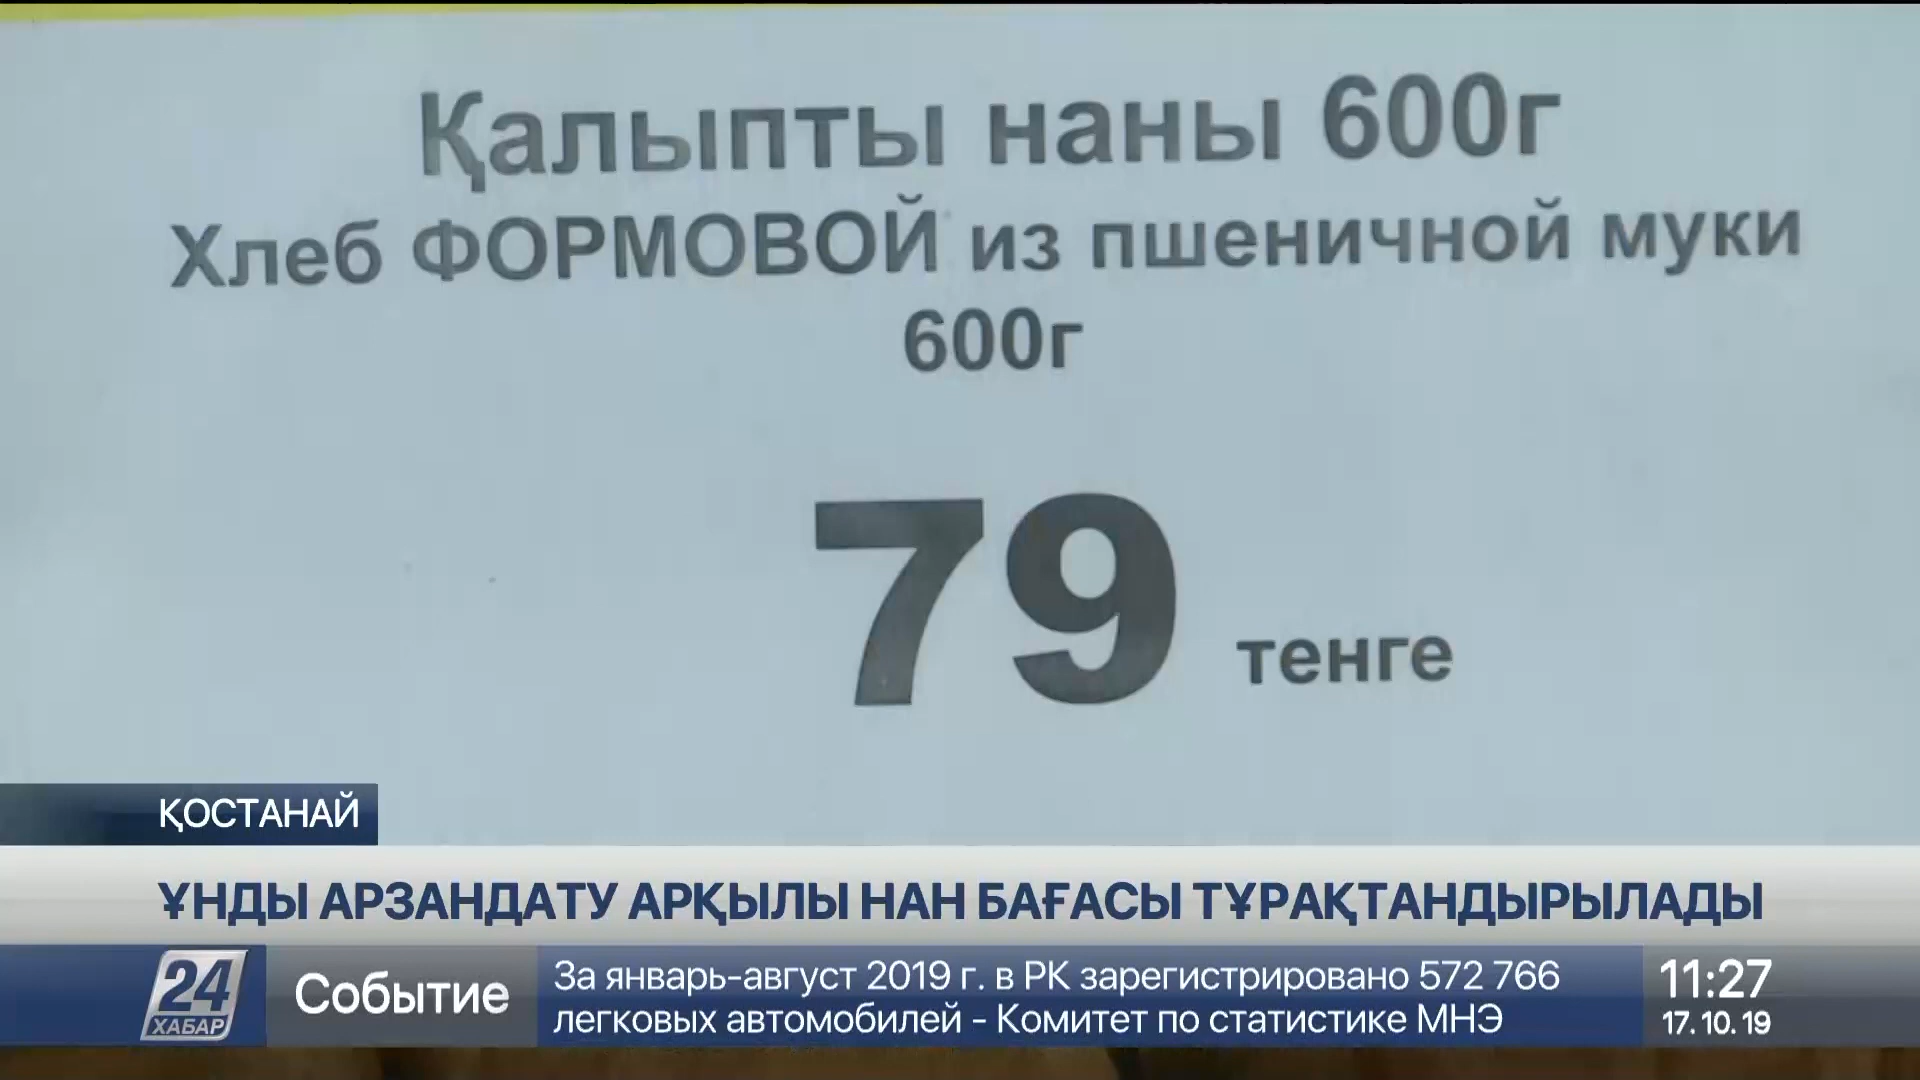 Қалыпты наны 600г
Хлеб ФОРМОВОЙ из пшеничной муки
600г
79 тенге
ҚОСТАНАЙ
ҰНДЫ АРЗАНДАТУ АРҚЫЛЫ НАН БАҒАСЫ ТҰРАҚТАНДЫРЫЛАДЫ
24
ХАБАР
Событие
За январь-август 2019 г. в РК зарегистрировано 572 766
легковых автомобилей - Комитет по статистике МНЭ
11:27
17.10.19